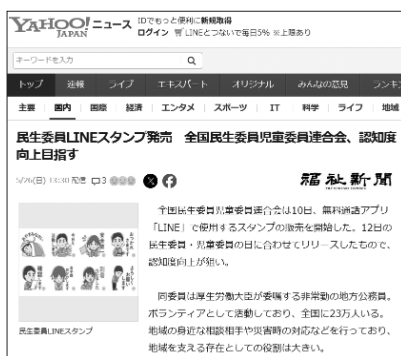 YAHOO! ニュース
JAPAN
IDでもっと便利に新規取得
ログイン LINEとつないで毎日5% ※上限あり
キーワードを入力
トップ 速報 ライブ エキスパート オリジナル みんなの意見 ランキ
主要 国内 国際 経済 エンタメ スポーツ IT 科学 ライフ 地域
民生委員LINEスタンプ発売 全国民生委員児童委員連合会、認知度
向上目指す
5/26(日) 13:30 配信 3
福祉新聞
全国民生委員児童委員連合会は10日、無料通話アプリ
「LINE」で使用するスタンプの販売を開始した。12日の
民生委員・児童委員の日に合わせてリリースしたもので、
認知度向上が狙い。
民生委員LINEスタンプ
同委員は厚生労働大臣が委嘱する非常勤の地方公務員。
ボランティアとして活動しており、全国に23万人いる。
地域の身近な相談相手や災害時の対応などを行っており、
地域を支える存在としての役割は大きい。